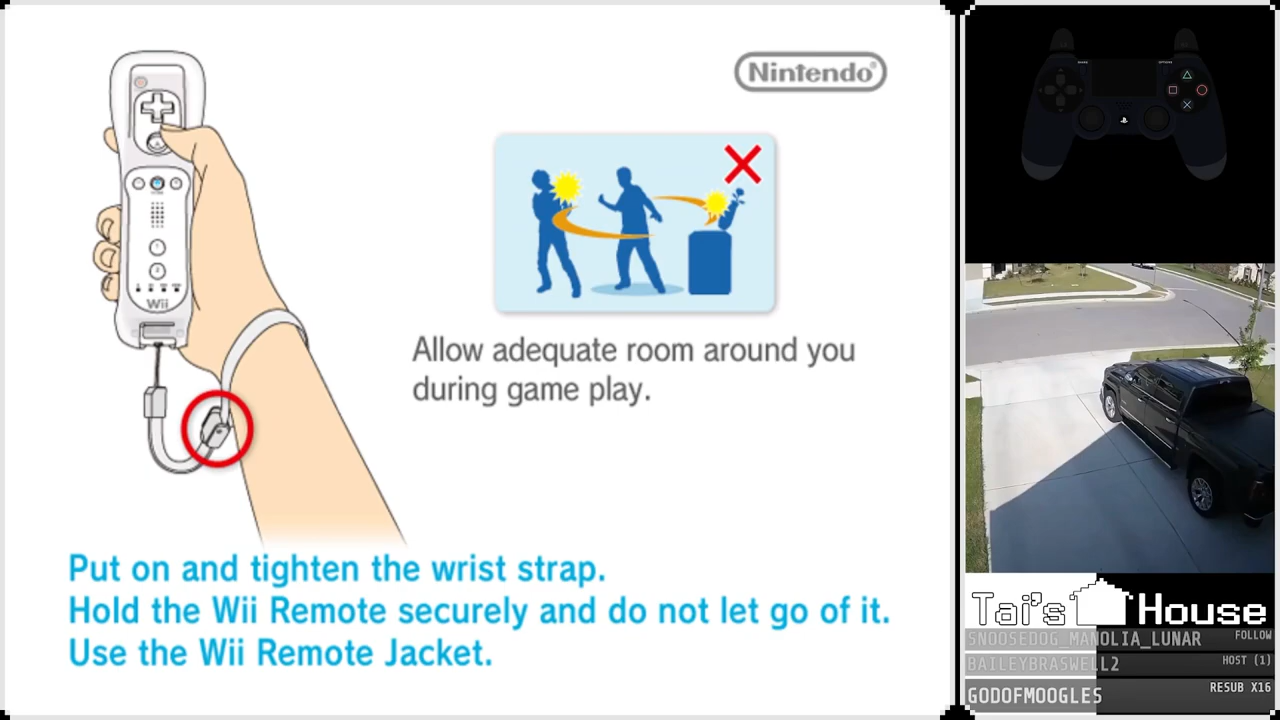 Nintendo®
Wii
Allow adequate room around you
during game play.
Put on and tighten the wrist strap.
Hold the Wii Remote securely and do not let go of it.
Use the Wii Remote Jacket.
Tai's House
SNOOSEDOG_MANOLIA_LUNAR FOLLOW
BAILEYBRASWELL2 HOST (1)
GODOFMOOGLES RESUB X16